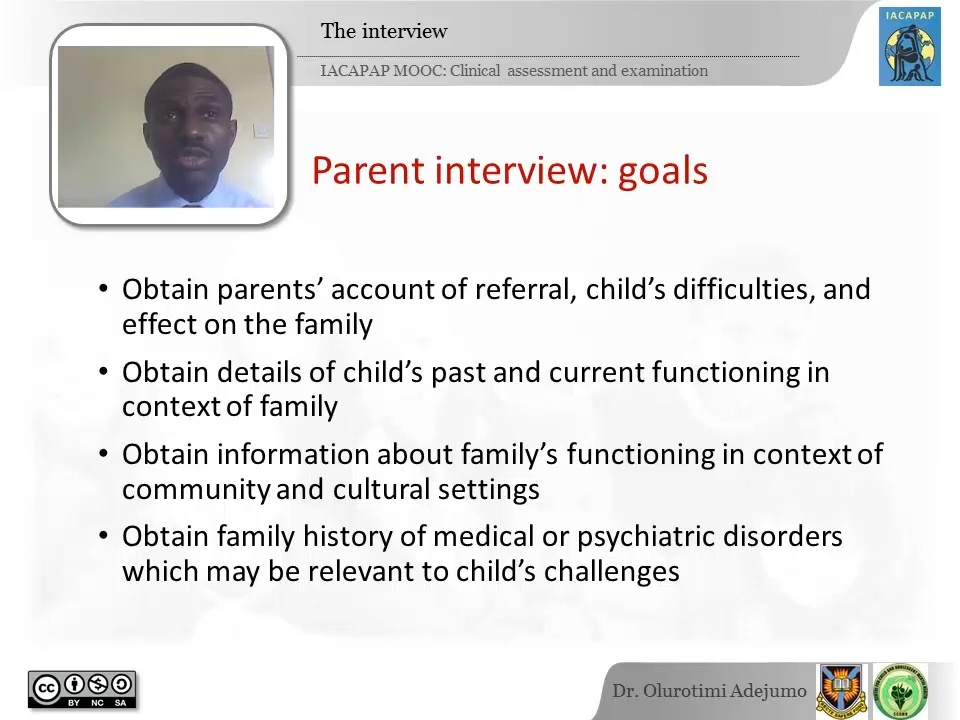 The interview
IACAPAP
IACAPAP MOOC: Clinical assessment and examination
Parent interview: goals
• Obtain parents’ account of referral, child’s difficulties, and
effect on the family
• Obtain details of child’s past and current functioning in
context of family
• Obtain information about family’s functioning in context of
community and cultural settings
• Obtain family history of medical or psychiatric disorders
which may be relevant to child’s challenges
cc
BY NC SA
Dr. Olurotimi Adejumo